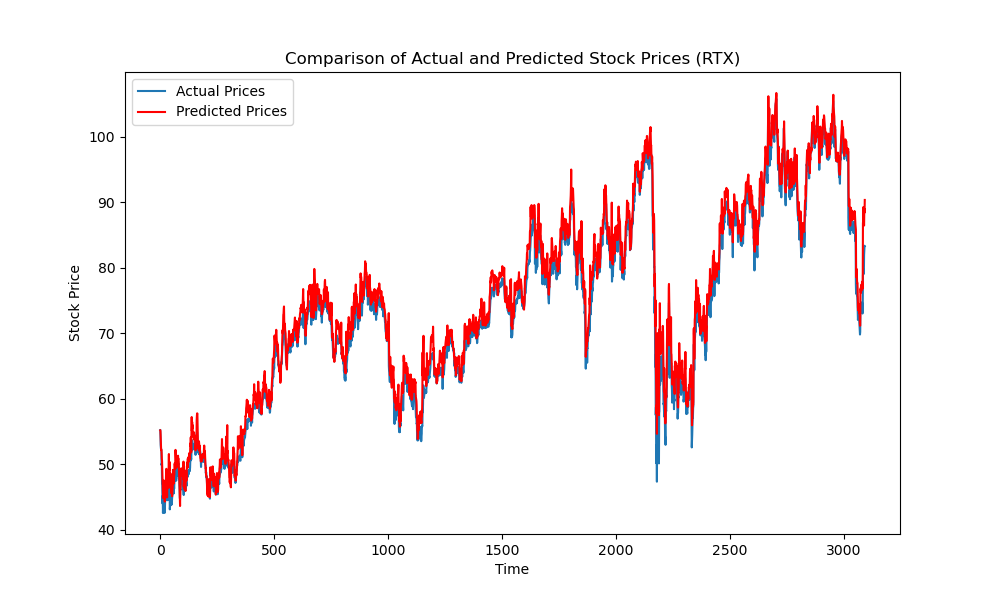 Comparison of Actual and Predicted Stock Prices (RTX)
Actual Prices
Predicted Prices
100
90
80
70
60
50
40
Stock Price
0 500 1000 1500 2000 2500 3000
Time